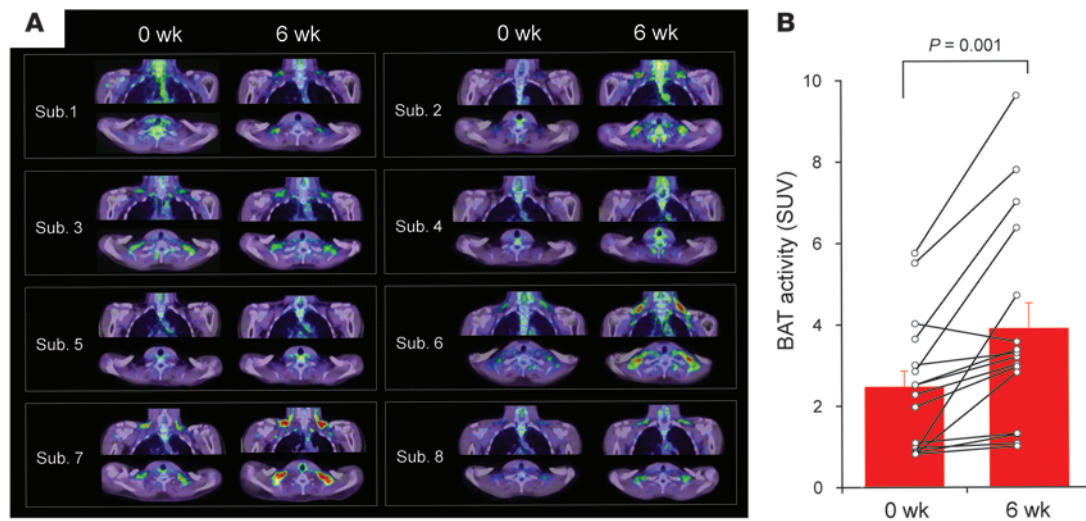 A
0 wk 6 wk 0 wk 6 wk
Sub.1 Sub. 2
Sub. 3 Sub. 4
Sub. 5 Sub. 6
Sub. 7 Sub. 8
B
P = 0.001
BAT activity (SUV)
10
8
6
4
2
0
0 wk 6 wk